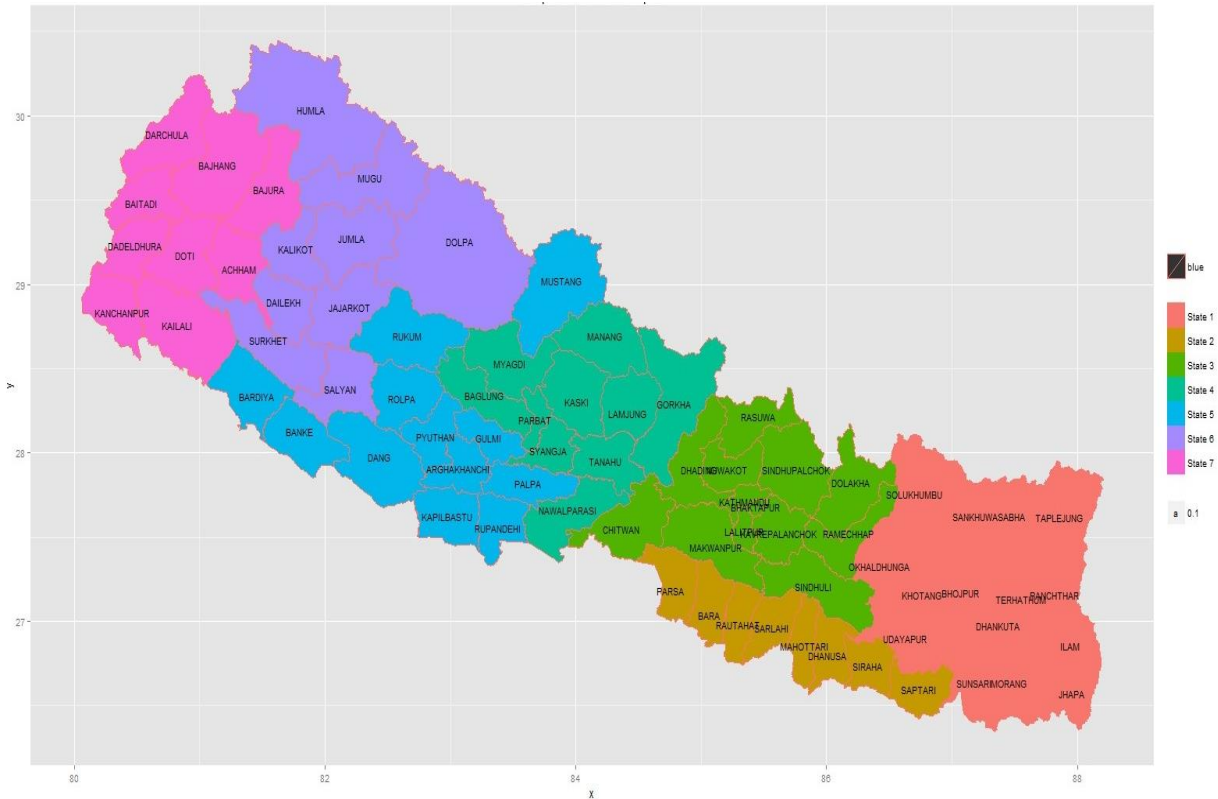 30
29
28
27
y
80
82
84
86
88
x
HUMLA
DARCHULA
BAJHANG
MUGU
BAJURA
BAITADI
DADELDHURA
DOTI
KALIKOT
JUMLA
DOLPA
ACHHAM
MUSTANG
DAILEKH
JAJARKOT
KANCHANPUR
KAILALI
SURKHET
RUKUM
MANANG
MYAGDI
SALYAN
BARDIYA
ROLPA
BAGLUNG
KASKI
LAMJUNG
GORKHA
PARBAT
RASUWA
BANKE
PYUTHAN
GULMI
SYANGJA
DANG
ARGHAKHANCHI
TANAHU
DHADING
NUWAKOT
SINDHUPALCHOK
PALPA
DOLAKHA
SOLUKHUMBU
KATHMANDU
BHAKTAPUR
SANKHUWASABHA
TAPLEJUNG
KAPILBASTU
RUPANDEHI
NAWALPARASI
CHITWAN
LALITPUR
KAVREPALANCHOK
RAMECHHAP
MAKWANPUR
OKHALDHUNGA
SINDHULI
PARSA
KHOTANG
BHOJPUR
TERHATHUM
PANCHTHAR
BARA
RAUTAHAT
SARLAHI
DHANKUTA
MAHOTTARI
UDAYAPUR
ILAM
DHANUSA
SIRAHA
SAPTARI
SUNSARI
MORANG
JHAPA
blue
State 1
State 2
State 3
State 4
State 5
State 6
State 7
a 0.1